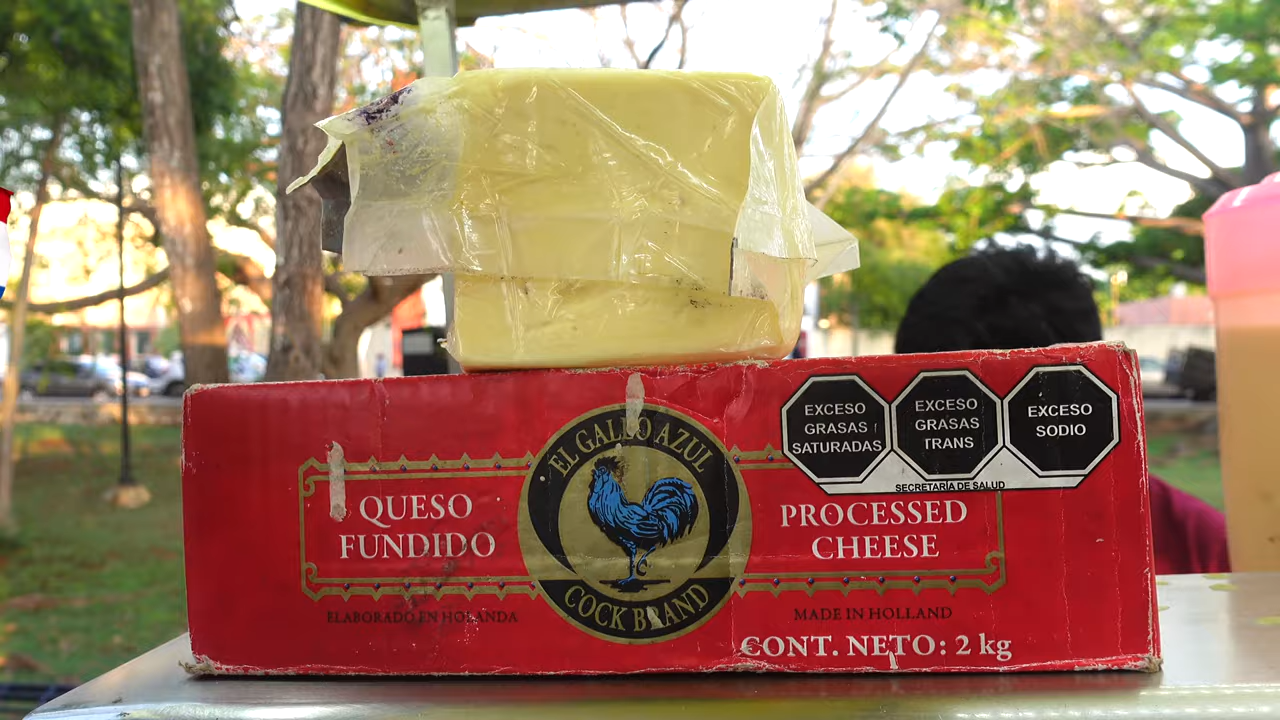 EL GALLO AZUL
QUESO
FUNDIDO
ELABORADO EN HOLANDA
COCK BRAND
EXCESO
GRASAS
SATURADAS
EXCESO
GRASAS
TRANS
EXCESO
SODIO
SECRETARÍA DE SALUD
PROCESSED
CHEESE
MADE IN HOLLAND
CONT. NETO: 2 kg